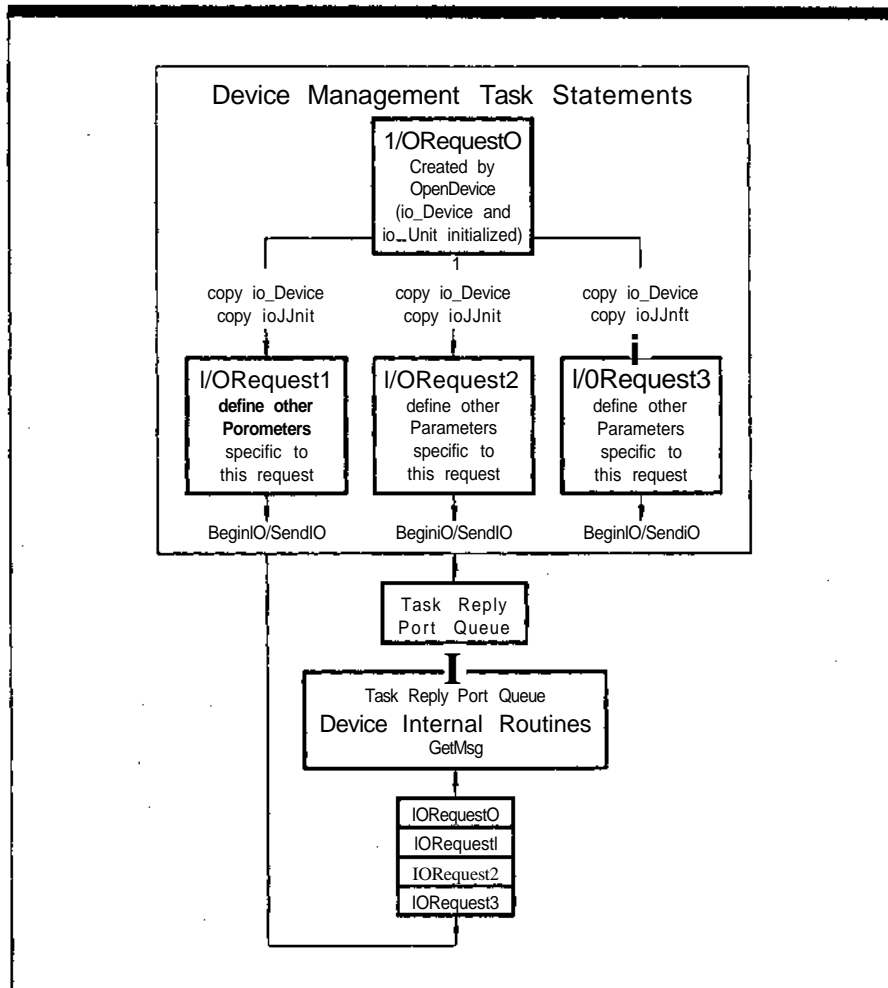 Device Management Task Statements
1/ORequestO
Created by
OpenDevice
(io_Device and
io_Unit initialized)
1
copy io_Device
copy ioJJnit
copy io_Device
copy ioJJnit
copy io_Device
copy ioJJnft
i
I/ORequest1
define other
Porometers
specific to
this request
I/ORequest2
define other
Parameters
specific to
this request
I/0Request3
define other
Parameters
specific to
this request
BeginIO/SendIO
BeginiO/SendIO
BeginIO/SendiO
Task Reply
Port Queue
I
Task Reply Port Queue
Device Internal Routines
GetMsg
IORequestO
IORequestI
IORequest2
IORequest3